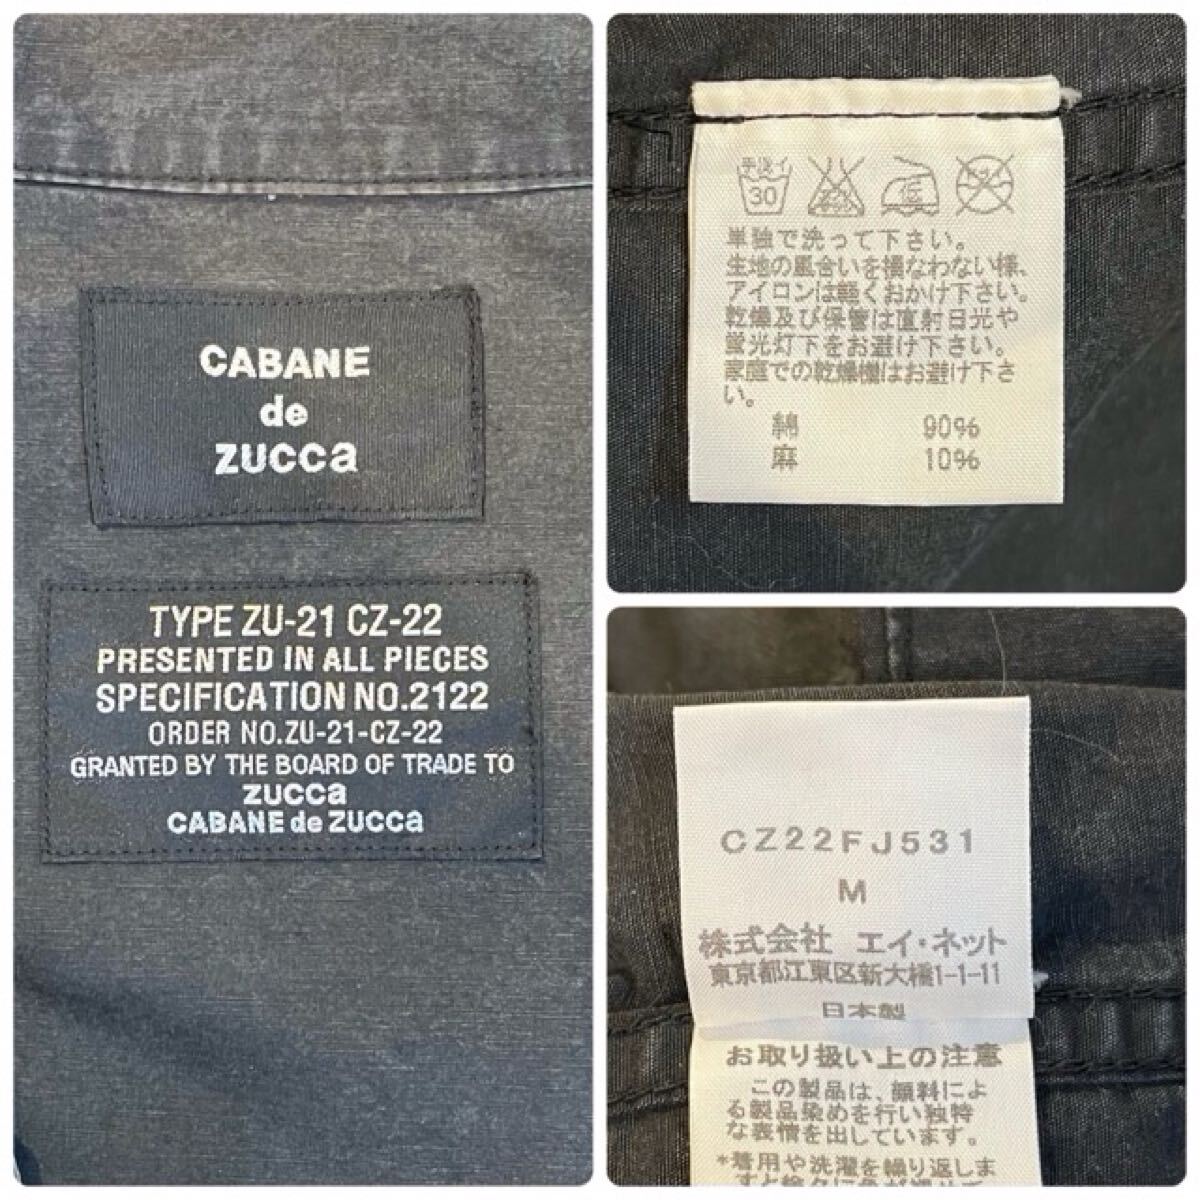 CABANE
de
ZUCCa
TYPE ZU-21 CZ-22
PRESENTED IN ALL PIECES
SPECIFICATION NO.2122
ORDER NO.ZU-21-CZ-22
GRANTED BY THE BOARD OF TRADE TO
ZUCCa
CABANE de ZUCCa
手洗イ
30
単独で洗って下さい。
生地の風合いを損なわない様、
アイロンは軽くおかけ下さい。
乾燥及び保管は直射日光や
蛍光灯下をお避け下さい。
家庭での乾燥機はお避け下さ
い。
綿 90%
麻 10%
CZ22FJ531
M
株式会社 エイ・ネット
東京都江東区新大橋1-1-11
日本製
お取り扱い上の注意
この製品は、顔料によ
る製品染めを行い独特
な表情を出しています。
*着用や洗濯を繰り返しま